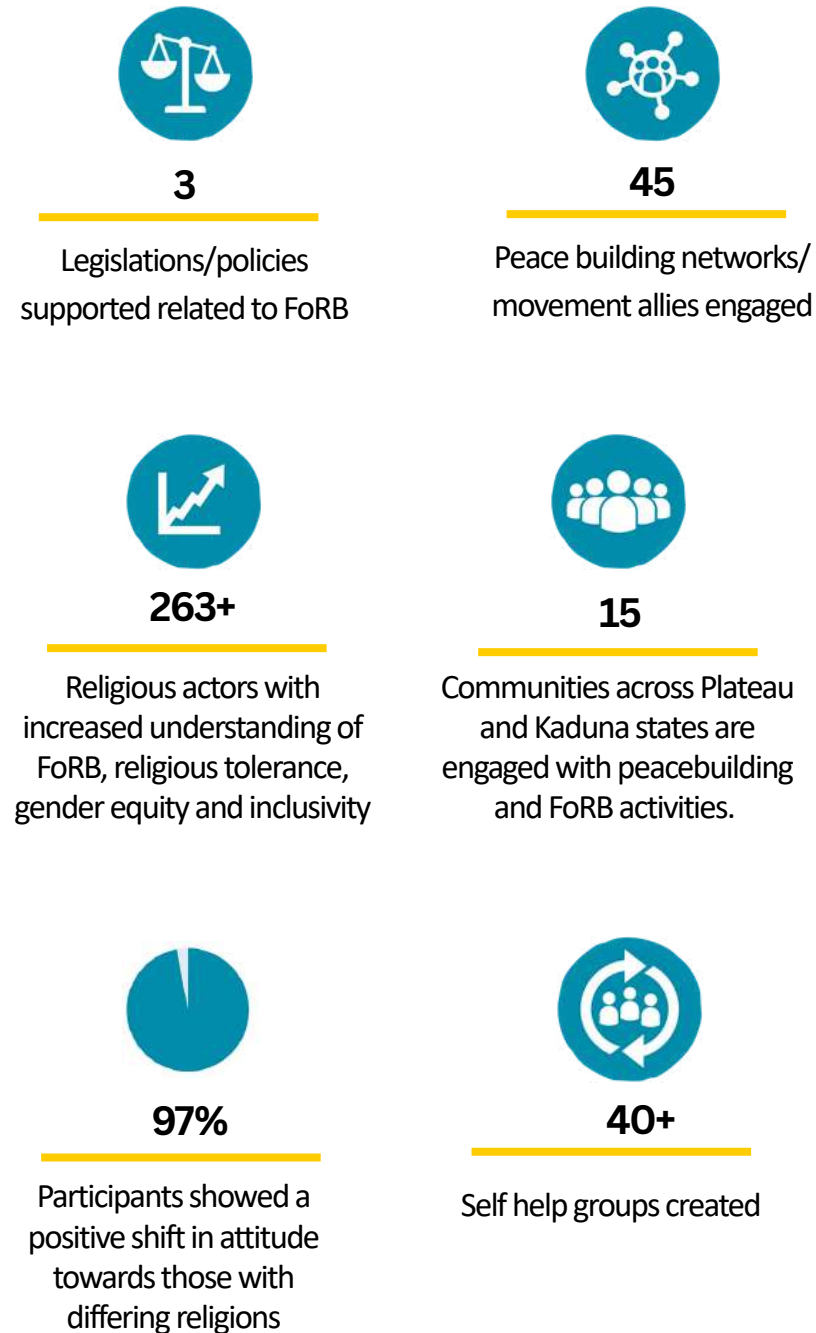 3
Legislations/policies
supported related to FoRB
45
Peace building networks/
movement allies engaged
263+
Religious actors with
increased understanding of
FoRB, religious tolerance,
gender equity and inclusivity
15
Communities across Plateau
and Kaduna states are
engaged with peacebuilding
and FoRB activities.
97%
Participants showed a
positive shift in attitude
towards those with
differing religions
40+
Self help groups created